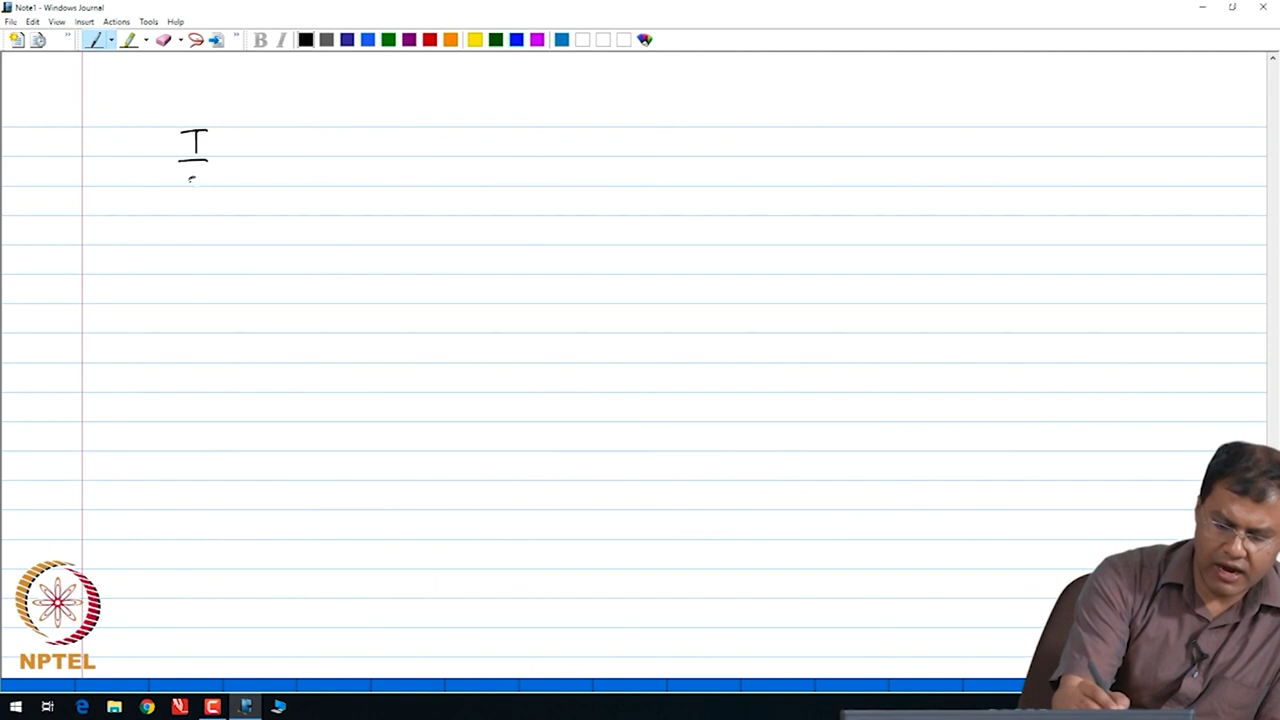 Note1 - Windows Journal
File Edit View Insert Actions Tools Help
B I
T
NPTEL